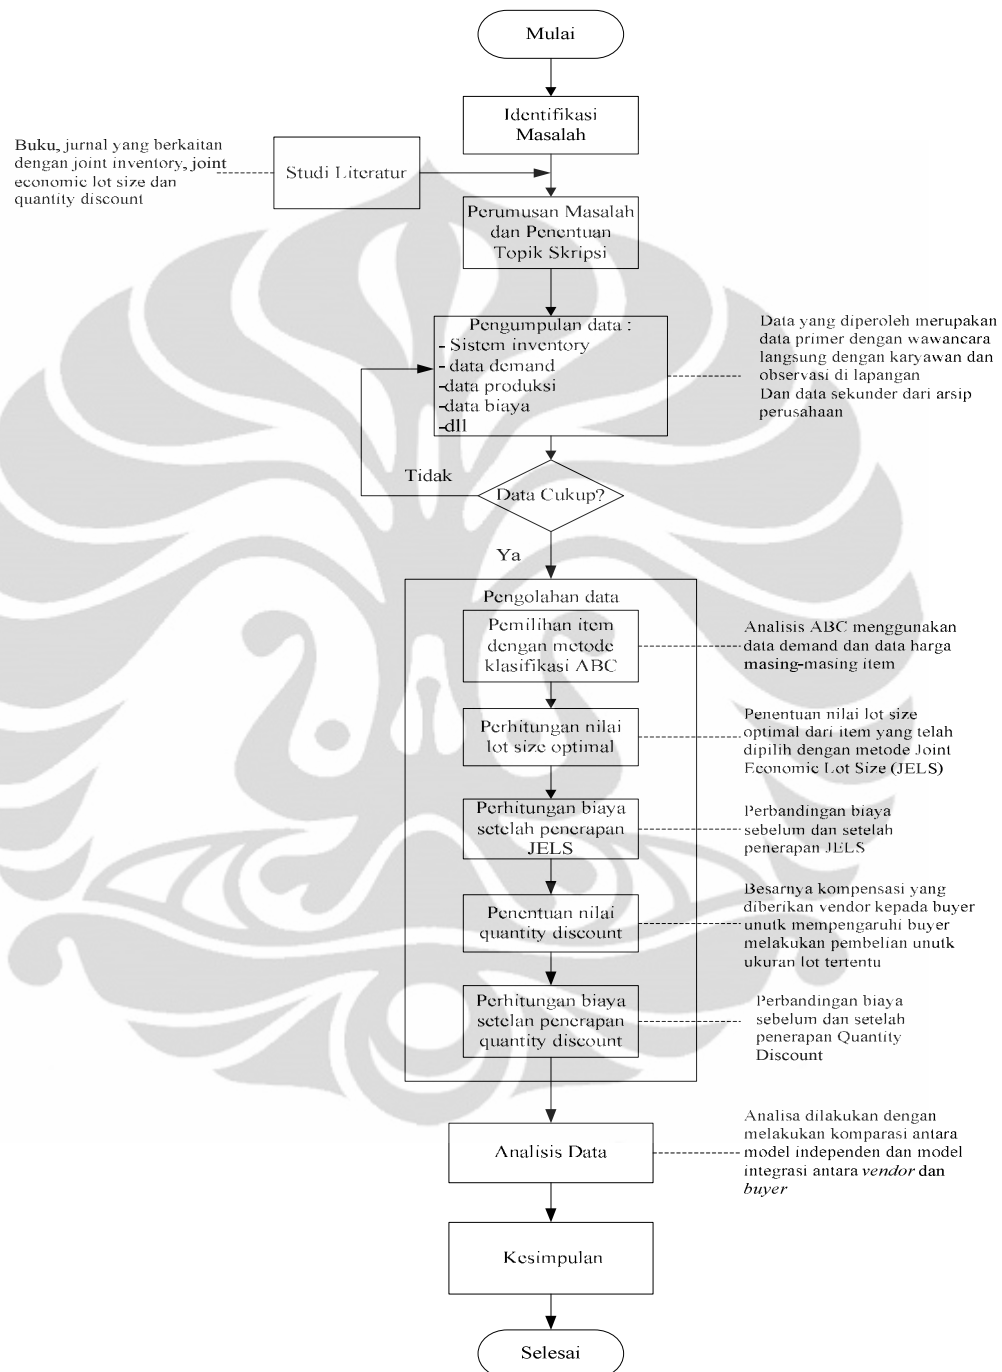 Mulai
Identifikasi
Masalah
Buku, jurnal yang berkaitan
dengan joint inventory, joint
economic lot size dan
quantity discount
Studi Literatur
Perumusan Masalah
dan Penentuan
Topik Skripsi
Pengumpulan data :
- Sistem inventory
- data demand
-data produksi
-data biaya
-dll
Data yang diperoleh merupakan
data primer dengan wawancara
langsung dengan karyawan dan
observasi di lapangan
Dan data sekunder dari arsip
perusahaan
Tidak
Data Cukup?
Ya
Pengolahan data
Pemilihan item
dengan metode
klasifikasi ABC
Analisis ABC menggunakan
data demand dan data harga
masing-masing item
Perhitungan nilai
lot size optimal
Penentuan nilai lot size
optimal dari item yang telah
dipilih dengan metode Joint
Economic Lot Size (JELS)
Perhitungan biaya
setelah penerapan
JELS
Perbandingan biaya
sebelum dan setelah
penerapan JELS
Penentuan nilai
quantity discount
Besarnya kompensasi yang
diberikan vendor kepada buyer
unutk mempengaruhi buyer
melakukan pembelian unutk
ukuran lot tertentu
Perhitungan biaya
setelan penerapan
quantity discount
Perbandingan biaya
sebelum dan setelah
penerapan Quantity
Discount
Analisis Data
Analisa dilakukan dengan
melakukan komparasi antara
model independen dan model
integrasi antara vendor dan
buyer
Kesimpulan
Selesai